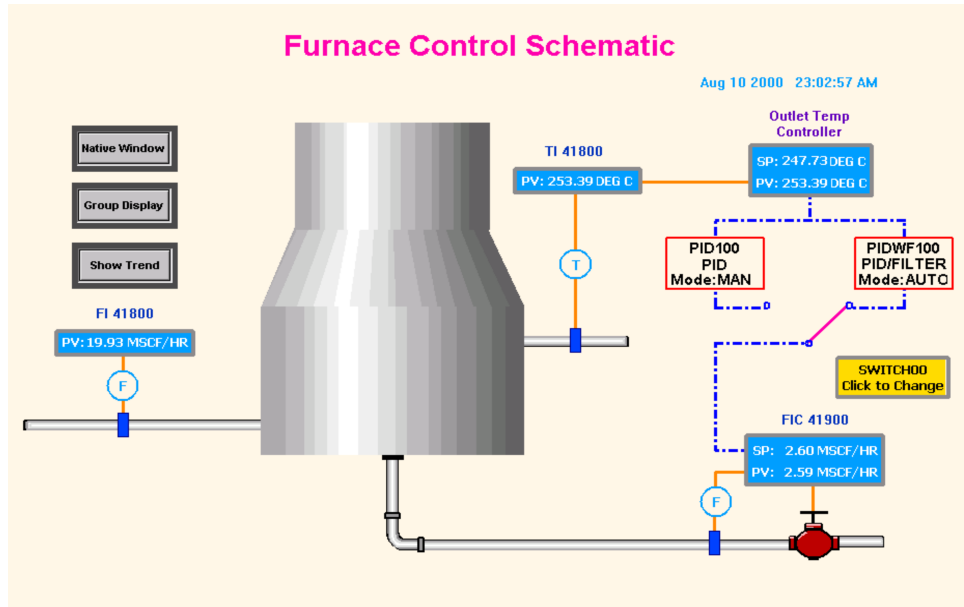 Furnace Control Schematic
Aug 10 2000 23:02:57 AM
Outlet Temp
Controller
SP: 247.73 DEG C
PV: 253.39 DEG C
TI 41800
PV: 253.39 DEG C
Native Window
Group Display
Show Trend
T
PID100
PID
Mode:MAN
PIDWF100
PID/FILTER
Mode:AUTO
FI 41800
PV: 19.93 MSCF/HR
F
SWITCH00
Click to Change
FIC 41900
SP: 2.60 MSCF/HR
PV: 2.59 MSCF/HR
F